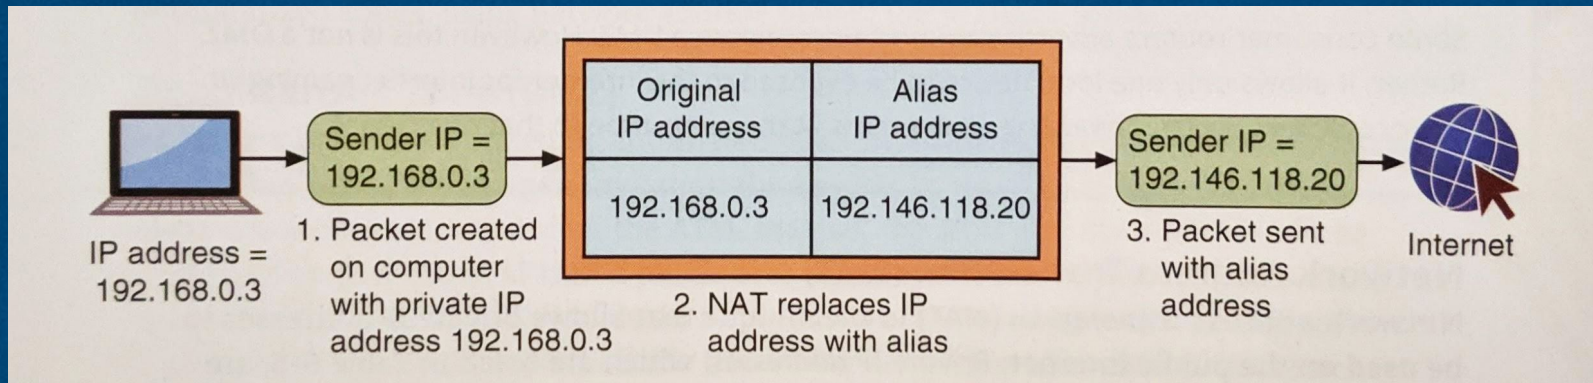 IP address =
192.168.0.3
Sender IP =
192.168.0.3
1. Packet created
on computer
with private IP
address 192.168.0.3
Original
IP address
Alias
IP address
192.168.0.3
192.146.118.20
2. NAT replaces IP
address with alias
Sender IP =
192.146.118.20
3. Packet sent
with alias
address
Internet